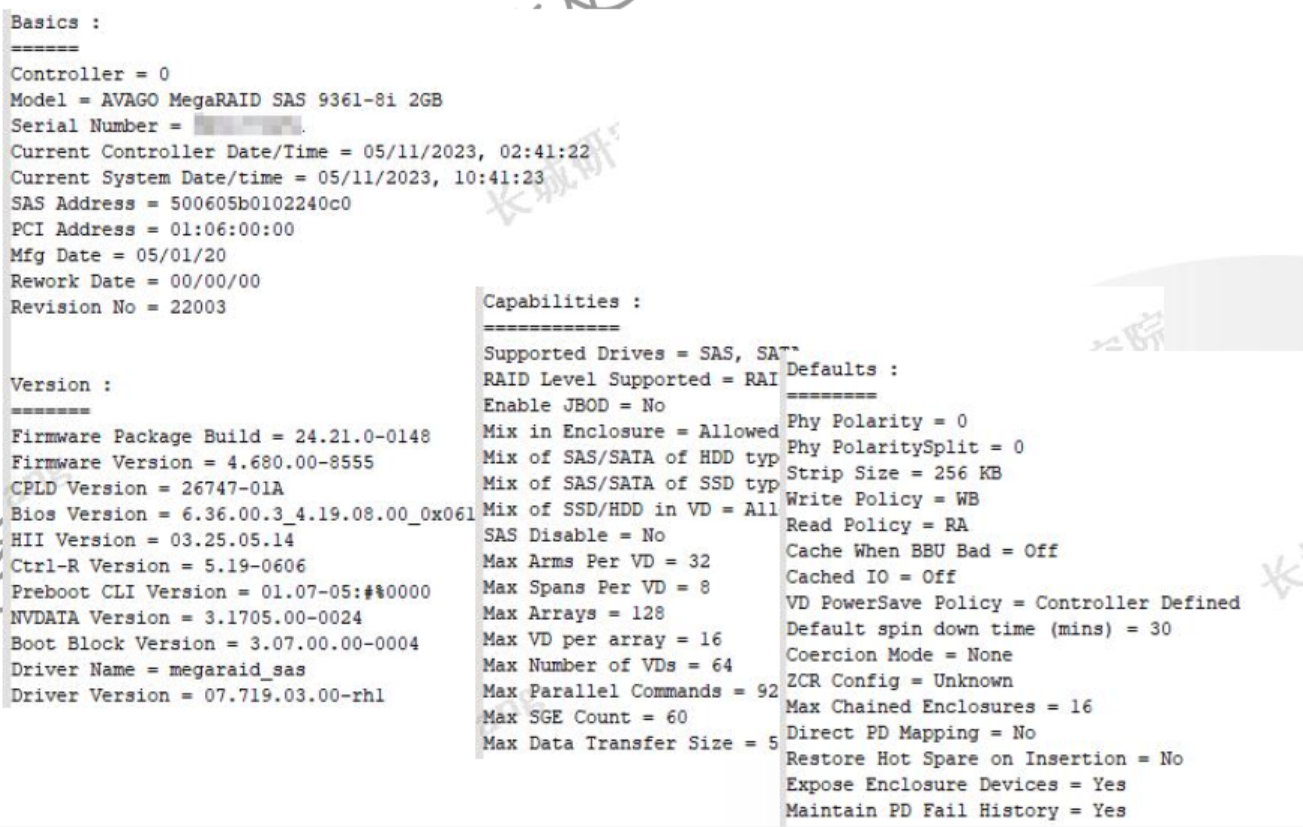 Basics :
======
Controller = 0
Model = AVAGO MegaRAID SAS 9361-8i 2GB
Serial Number =
Current Controller Date/Time = 05/11/2023, 02:41:22
Current System Date/time = 05/11/2023, 10:41:23
SAS Address = 500605b0102240c0
PCI Address = 01:06:00:00
Mfg Date = 05/01/20
Rework Date = 00/00/00
Revision No = 22003
Version :
=======
Firmware Package Build = 24.21.0-0148
Firmware Version = 4.680.00-8555
CPLD Version = 26747-01A
Bios Version = 6.36.00.3_4.19.08.00_0x061
HII Version = 03.25.05.14
Ctrl-R Version = 5.19-0606
Preboot CLI Version = 01.07-05:#%0000
NVDATA Version = 3.1705.00-0024
Boot Block Version = 3.07.00.00-0004
Driver Name = megaraid_sas
Driver Version = 07.719.03.00-rh1
Capabilities :
============
Supported Drives = SAS,
RAID Level Supported =
Enable JBOD = No
Mix in Enclosure = Allowed
Mix of SAS/SATA of HDD typ
Mix of SAS/SATA of SSD typ
Mix of SSD/HDD in VD = All
SAS Disable = No
Max Arms Per VD = 32
Max Spans Per VD = 8
Max Arrays = 128
Max VD per array = 16
Max Number of VDs = 64
Max Parallel Commands = 92
Max SGE Count = 60
Max Data Transfer Size = 5
Defaults :
========
Phy Polarity = 0
Phy PolaritySplit = 0
Strip Size = 256 KB
Write Policy = WB
Read Policy = RA
Cache When BBU Bad = Off
Cached IO = Off
VD PowerSave Policy = Controller Defined
Default spin down time (mins) = 30
Coercion Mode = None
ZCR Config = Unknown
Max Chained Enclosures = 16
Direct PD Mapping = No
Restore Hot Spare on Insertion = No
Expose Enclosure Devices = Yes
Maintain PD Fail History = Yes
长城研